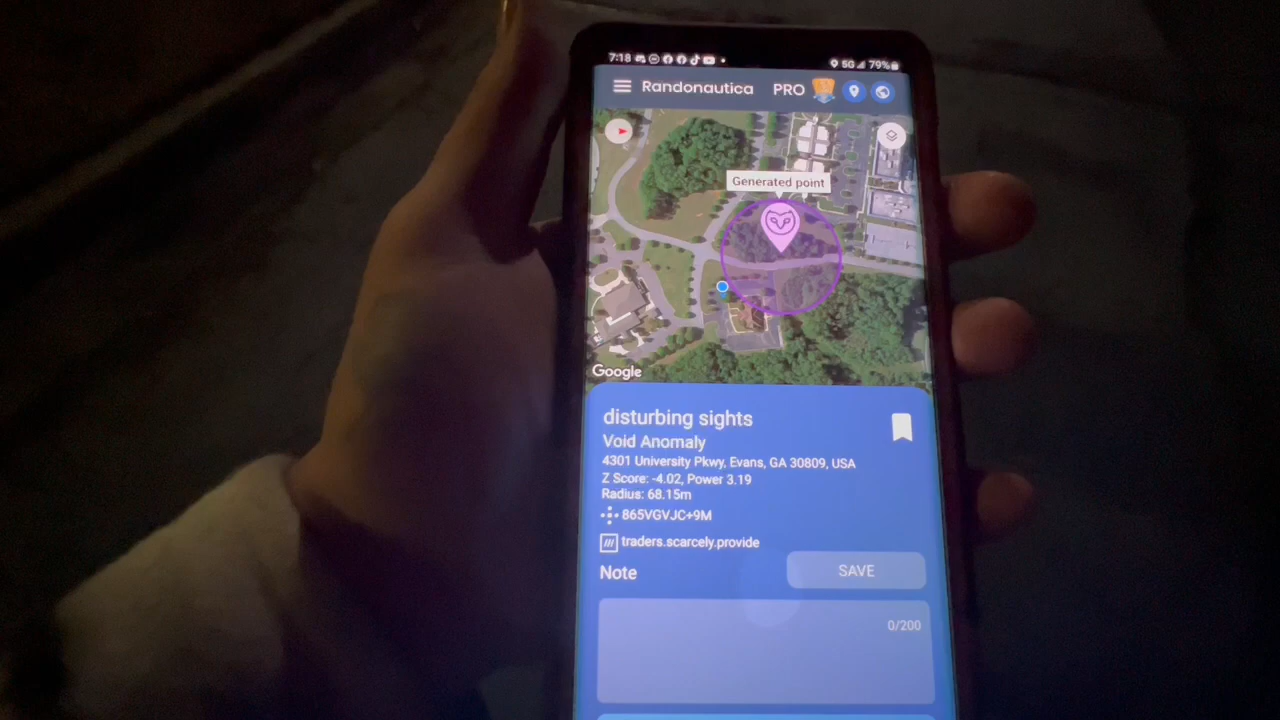 7:18 5G 79%
Randonautica PRO
Generated point
Google
disturbing sights
Void Anomaly
4301 University Pkwy, Evans, GA 30809, USA
Z Score: -4.02, Power 3.19
Radius: 68.15m
865VGVJC+9M
/// traders.scarcely.provide
Note SAVE
0/200